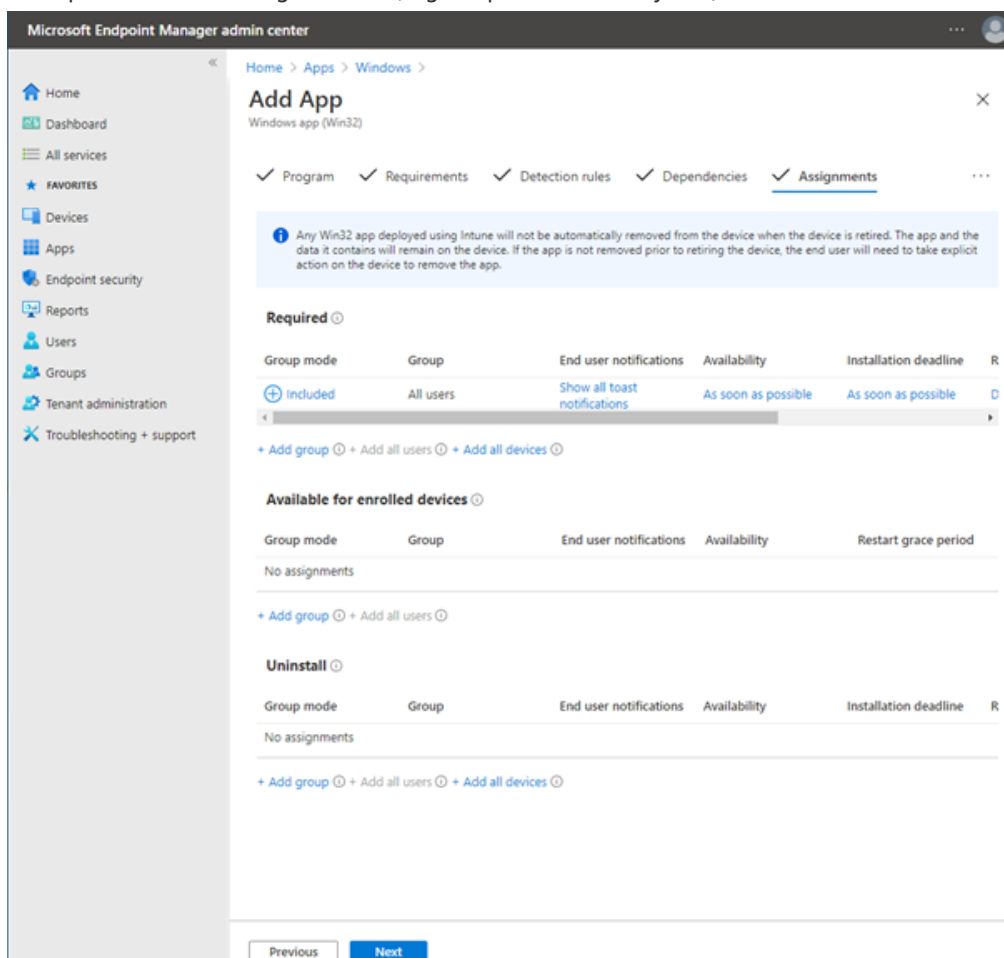 Microsoft Endpoint Manager admin center
...
«
Home
Dashboard
All services
FAVORITES
Devices
Apps
Endpoint security
Reports
Users
Groups
Tenant administration
Troubleshooting + support
Home > Apps > Windows >
Add App
Windows app (Win32)
Program Requirements Detection rules Dependencies Assignments ...
Any Win32 app deployed using Intune will not be automatically removed from the device when the device is retired. The app and the
data it contains will remain on the device. If the app is not removed prior to retiring the device, the end user will need to take explicit
action on the device to remove the app.
Required
Group mode Group End user notifications Availability Installation deadline R
Included All users Show all toast notifications As soon as possible As soon as possible D
+ Add group + Add all users + Add all devices
Available for enrolled devices
Group mode Group End user notifications Availability Restart grace period
No assignments
+ Add group + Add all users
Uninstall
Group mode Group End user notifications Availability Installation deadline R
No assignments
+ Add group + Add all users + Add all devices
Previous Next